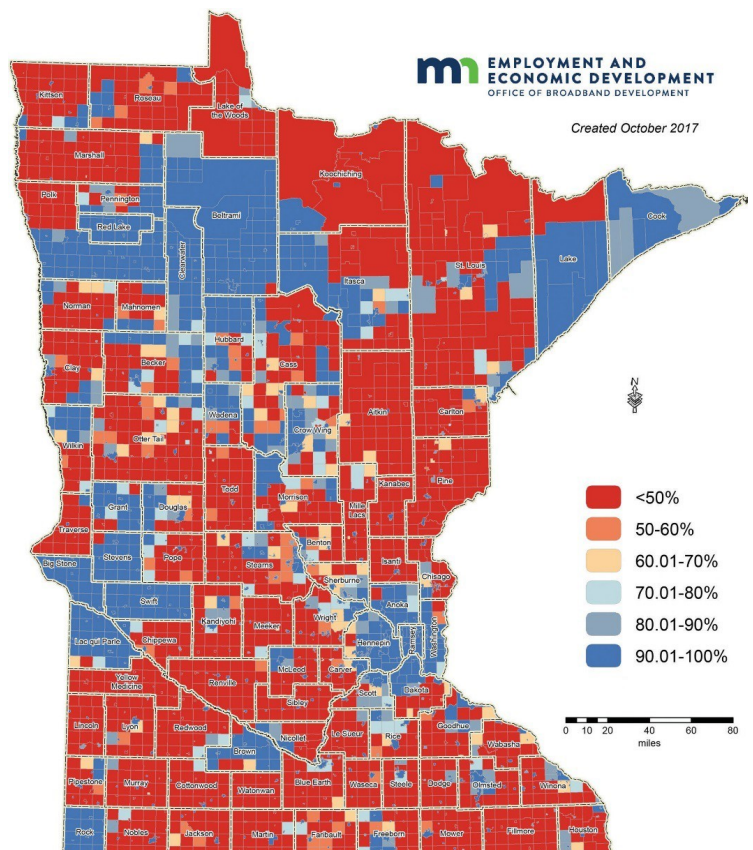 mn EMPLOYMENT AND
ECONOMIC DEVELOPMENT
OFFICE OF BROADBAND DEVELOPMENT
Created October 2017
Kittson
Roseau
Lake of
the Woods
Marshall
Koochiching
Polk
Pennington
Beltrami
Cook
Red Lake
Clearwater
Lake
St. Louis
Itasca
Norman
Mahnomen
Hubbard
Cass
Clay
Becker
Wadena
Aitkin
Carlton
Crow Wing
Wilkin
Otter Tail
Todd
Morrison
Pine
Kanabec
Mille
Lacs
Grant
Douglas
Traverse
Benton
Big Stone
Stevens
Pope
Stearns
Isanti
Sherburne
Chisago
Swift
Anoka
Kandiyohi
Meeker
Wright
Hennepin
Ramsey
Washington
Lac qui Parle
Chippewa
McLeod
Carver
Yellow
Medicine
Renville
Scott
Dakota
Sibley
Lincoln
Lyon
Redwood
Nicollet
Le Sueur
Rice
Goodhue
Wabasha
Brown
Pipestone
Murray
Cottonwood
Watonwan
Blue Earth
Waseca
Steele
Dodge
Olmsted
Winona
Rock
Nobles
Jackson
Martin
Faribault
Freeborn
Mower
Fillmore
Houston
N
<50%
50-60%
60.01-70%
70.01-80%
80.01-90%
90.01-100%
0 10 20 40 60 80
miles